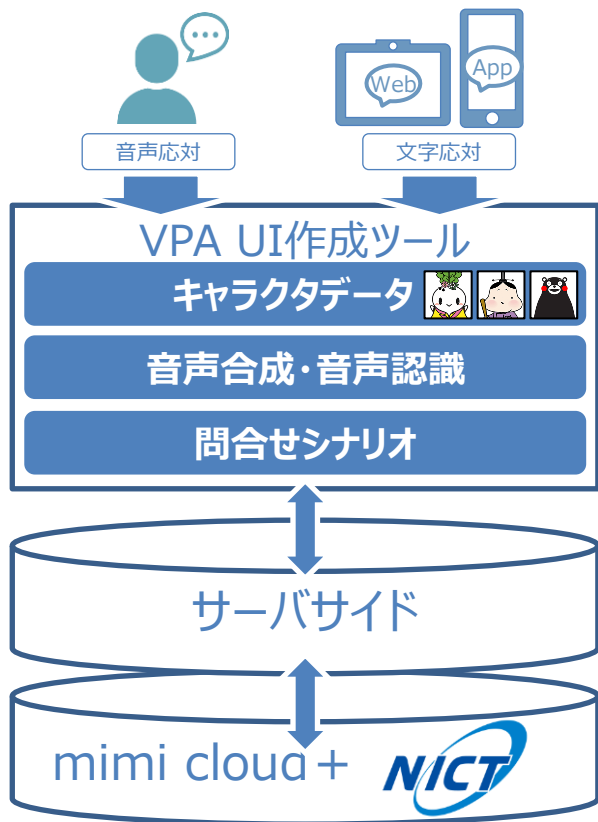 Web
App
音声応対
文字応対
VPA UI作成ツール
キャラクタデータ
音声合成・音声認識
問合せシナリオ
サーバサイド
mimi cloud+
NICT